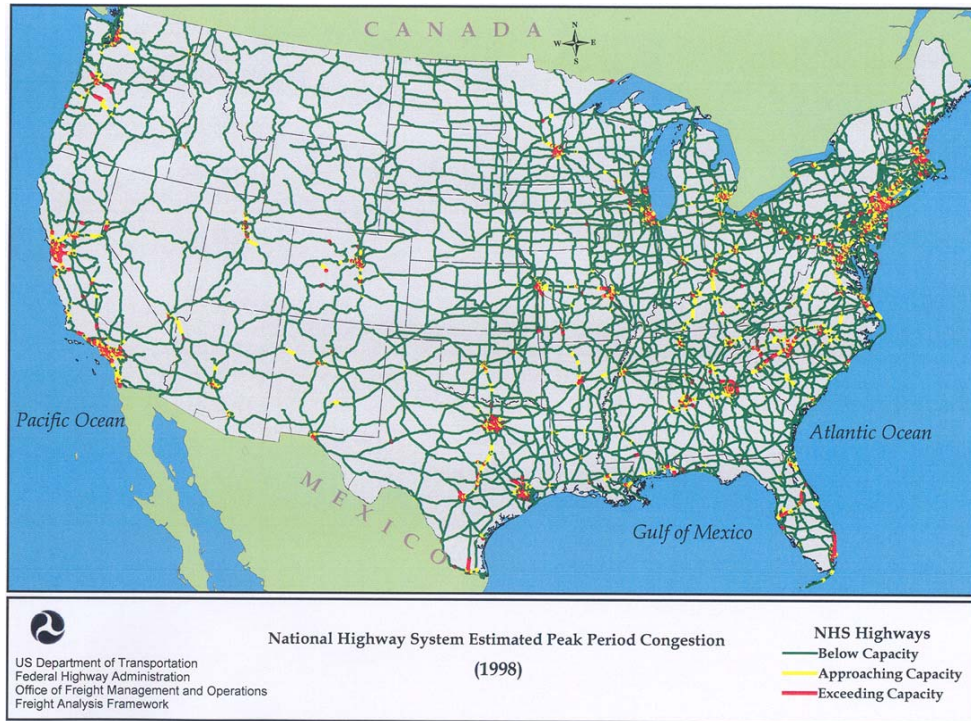 CANADA
N
W E
S
Pacific Ocean
Atlantic Ocean
MEXICO
Gulf of Mexico
National Highway System Estimated Peak Period Congestion
(1998)
US Department of Transportation
Federal Highway Administration
Office of Freight Management and Operations
Freight Analysis Framework
NHS Highways
Below Capacity
Approaching Capacity
Exceeding Capacity